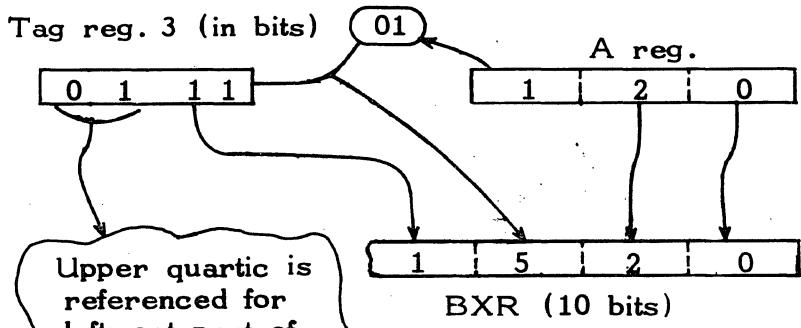 Tag reg. 3 (in bits)
01
A reg.
0 1 1 1
1 2 0
1 5 2 0
Upper quartic is
referenced for
BXR (10 bits)